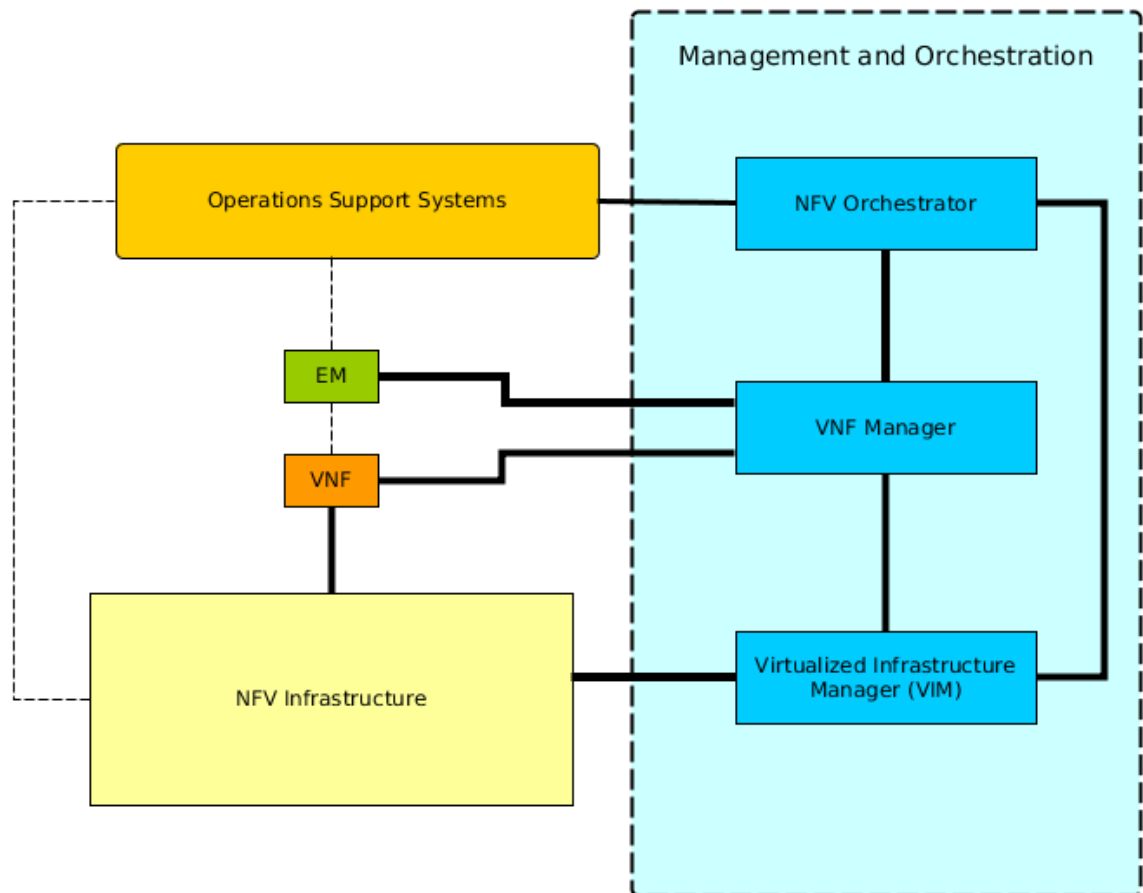 Management and Orchestration
Operations Support Systems
NFV Orchestrator
EM
VNF Manager
VNF
Virtualized Infrastructure
Manager (VIM)
NFV Infrastructure